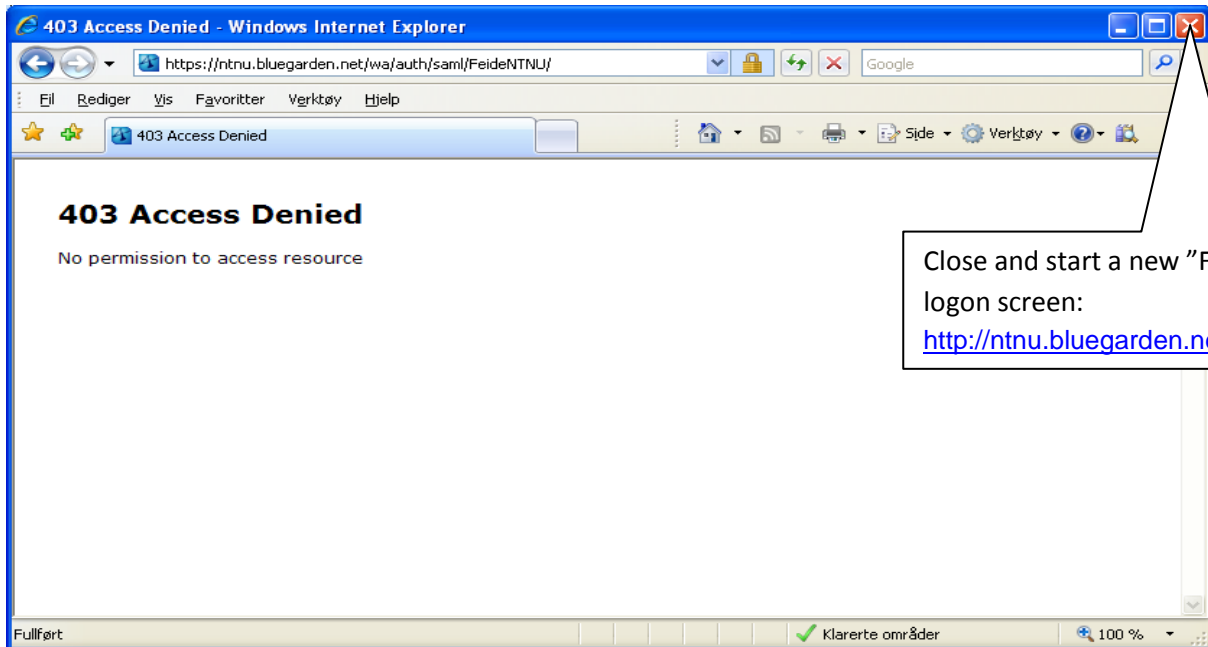 403 Access Denied - Windows Internet Explorer
https://ntnu.bluegarden.net/wa/auth/saml/FeideNTNU/
Google
Fil Rediger Vis Favoritter Verktøy Hjelp
403 Access Denied
Side Verktøy
403 Access Denied
No permission to access resource
Close and start a new ”F
logon screen:
http://ntnu.bluegarden.n
Fullført
Klarerte områder
100 %